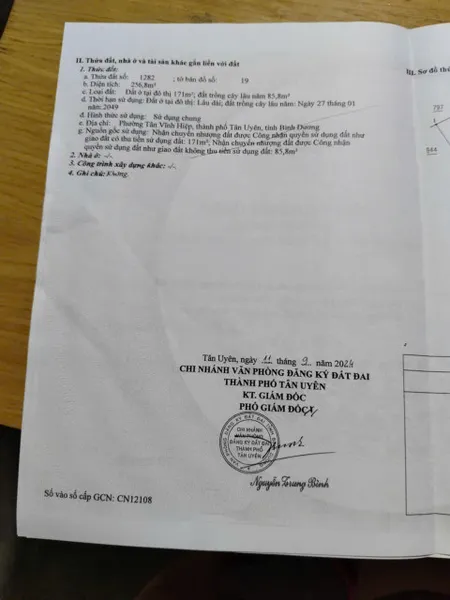 II. Thửa đất, nhà ở và tài sản khác gắn liền với đất
1. Thửa đất:
a. Thửa đất số: 1282 ; tờ bản đồ số: 19
b. Diện tích: 256,8m²
c. Loại đất: Đất ở tại đô thị 171m²; đất trồng cây lâu năm 85,8m²
d. Thời hạn sử dụng: Đất ở tại đô thị: Lâu dài; đất trồng cây lâu năm: Ngày 27 tháng 01
năm 2049
đ. Hình thức sử dụng: Sử dụng chung
e. Địa chỉ: Phường Tân Vĩnh Hiệp, thành phố Tân Uyên, tỉnh Bình Dương
g. Nguồn gốc sử dụng: Nhận chuyển nhượng đất được Công nhận quyền sử dụng đất như
giao đất có thu tiền sử dụng đất: 171m²; Nhận chuyển nhượng đất được Công nhận
quyền sử dụng đất như giao đất không thu tiền sử dụng đất: 85,8m²
2. Nhà ở: -/-
3. Công trình xây dựng khác: -/-
4. Ghi chú: Không.
III. Sơ đồ thử
797
844
Tân Uyên, ngày 11 tháng 9 năm 2024
CHI NHÁNH VĂN PHÒNG ĐĂNG KÝ ĐẤT ĐAI
THÀNH PHỐ TÂN UYÊN
KT. GIÁM ĐỐC
PHÓ GIÁM ĐỐC
CHI NHÁNH
VĂN PHÒNG
ĐĂNG KÝ ĐẤT ĐAI
THÀNH PHỐ
TÂN UYÊN
Nguyễn Trung Bình
Số vào sổ cấp GCN: CN12108